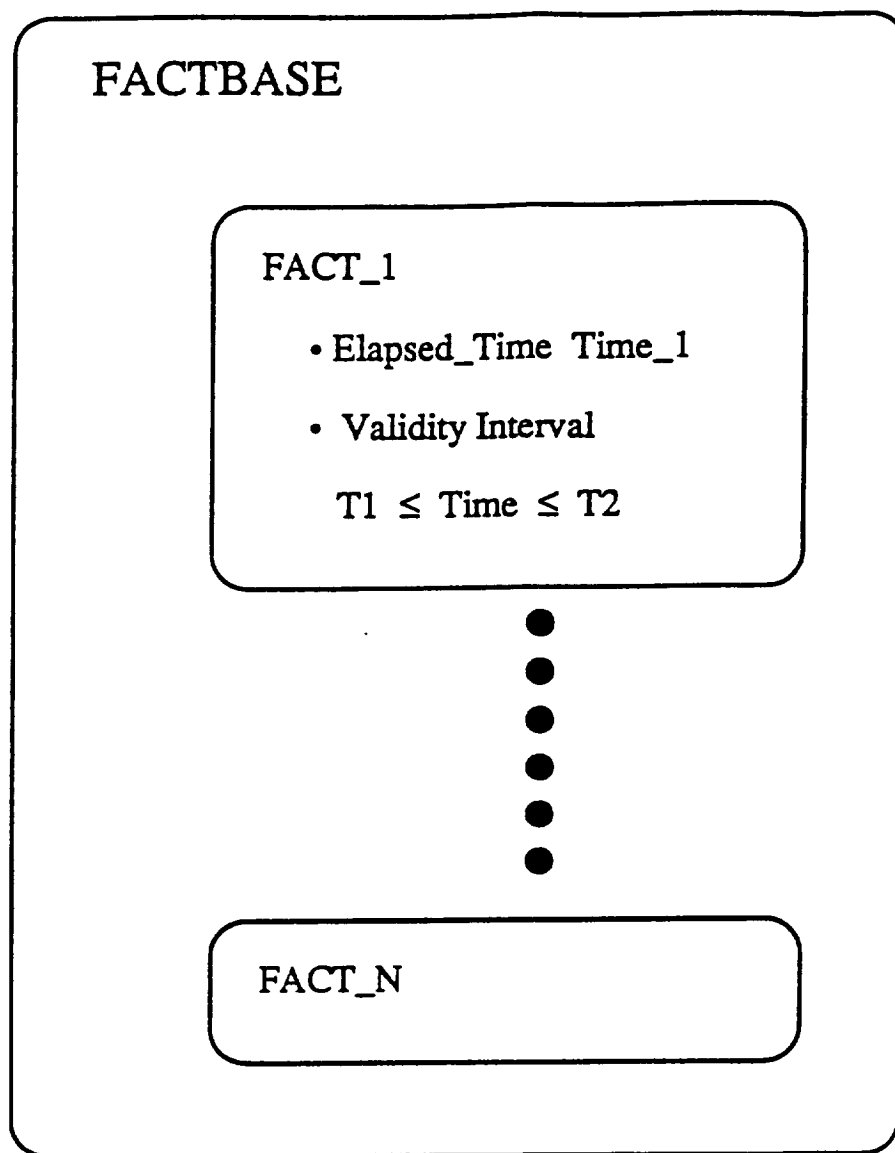 FACTBASE
FACT_1
• Elapsed_Time Time_1
• Validity Interval
T1 ≤ Time ≤ T2
FACT_N